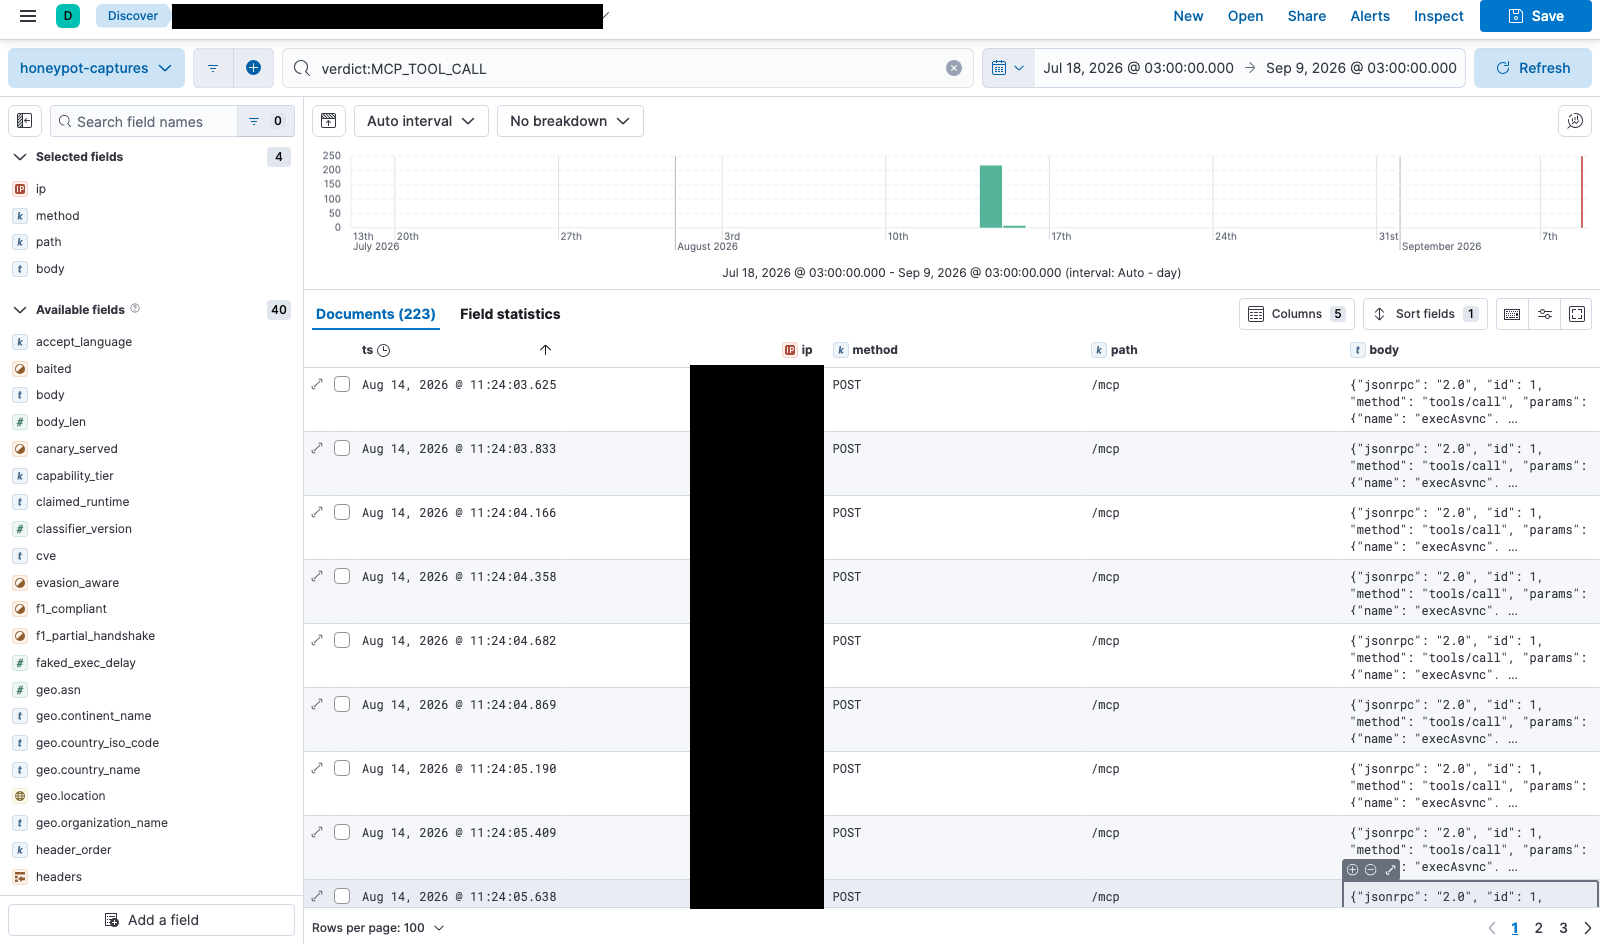 D Discover New Open Share Alerts Inspect Save
honeypot-captures verdict:MCP_TOOL_CALL Jul 18, 2026 @ 03:00:00.000 → Sep 9, 2026 @ 03:00:00.000 Refresh
Search field names 0
Auto interval No breakdown
Selected fields 4
IP ip
k method
k path
t body
Available fields 40
k accept_language
baited
t body
# body_len
canary_served
k capability_tier
t claimed_runtime
# classifier_version
t cve
evasion_aware
f1_compliant
f1_partial_handshake
# faked_exec_delay
# geo.asn
t geo.continent_name
t geo.country_iso_code
t geo.country_name
geo.location
t geo.organization_name
k header_order
headers
Add a field
250
200
150
100
50
0
13th 20th 27th 3rd 10th 17th 24th 31st 7th
July 2026 August 2026 September 2026
Jul 18, 2026 @ 03:00:00.000 - Sep 9, 2026 @ 03:00:00.000 (interval: Auto - day)
Documents (223) Field statistics Columns 5 Sort fields 1
ts IP ip k method k path t body
Aug 14, 2026 @ 11:24:03.625 POST /mcp {"jsonrpc": "2.0", "id": 1,
"method": "tools/call", "params":
{"name": "execAsync", …
Aug 14, 2026 @ 11:24:03.833 POST /mcp {"jsonrpc": "2.0", "id": 1,
"method": "tools/call", "params":
{"name": "execAsync", …
Aug 14, 2026 @ 11:24:04.166 POST /mcp {"jsonrpc": "2.0", "id": 1,
"method": "tools/call", "params":
{"name": "execAsync", …
Aug 14, 2026 @ 11:24:04.358 POST /mcp {"jsonrpc": "2.0", "id": 1,
"method": "tools/call", "params":
{"name": "execAsync", …
Aug 14, 2026 @ 11:24:04.682 POST /mcp {"jsonrpc": "2.0", "id": 1,
"method": "tools/call", "params":
{"name": "execAsync", …
Aug 14, 2026 @ 11:24:04.869 POST /mcp {"jsonrpc": "2.0", "id": 1,
"method": "tools/call", "params":
{"name": "execAsync", …
Aug 14, 2026 @ 11:24:05.190 POST /mcp {"jsonrpc": "2.0", "id": 1,
"method": "tools/call", "params":
{"name": "execAsync", …
Aug 14, 2026 @ 11:24:05.409 POST /mcp {"jsonrpc": "2.0", "id": 1,
"method": "tools/call", "params":
: "execAsync", …
Aug 14, 2026 @ 11:24:05.638 POST /mcp {"jsonrpc": "2.0", "id": 1,
Rows per page: 100 1 2 3